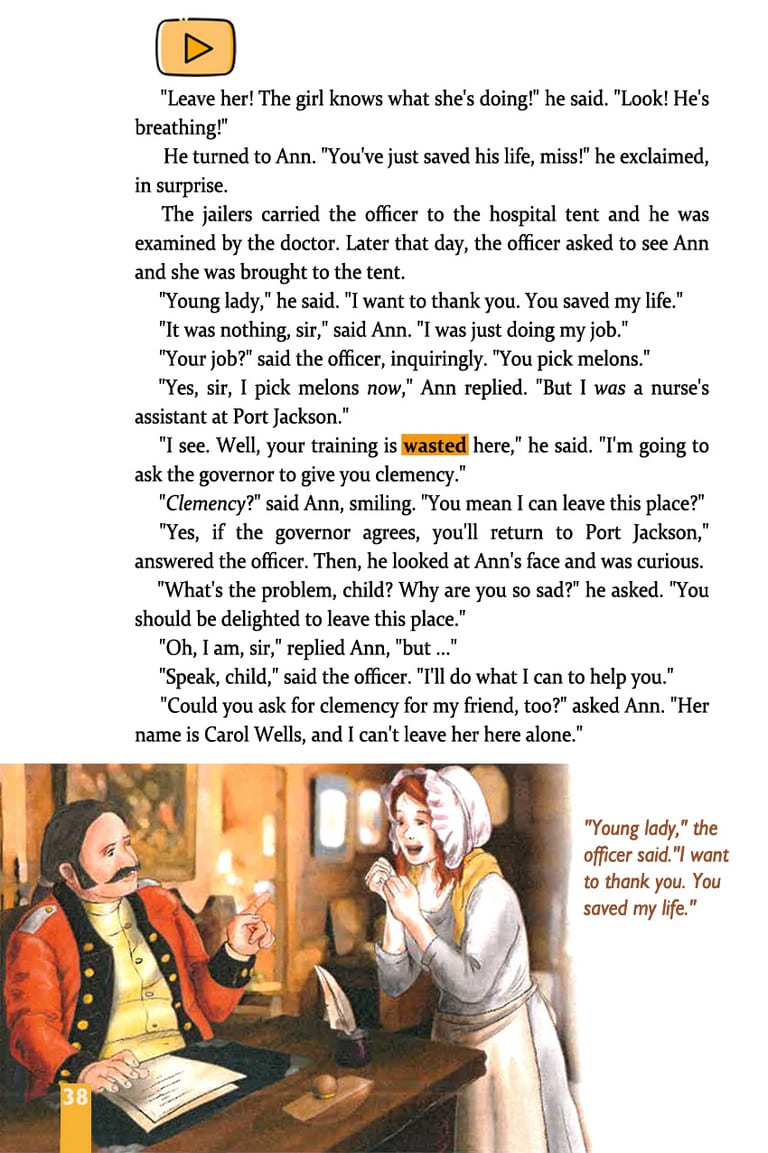 "Leave her! The girl knows what she's doing!" he said. "Look! He's
breathing!"
He turned to Ann. "You've just saved his life, miss!" he exclaimed,
in surprise.
The jailers carried the officer to the hospital tent and he was
examined by the doctor. Later that day, the officer asked to see Ann
and she was brought to the tent.
"Young lady," he said. "I want to thank you. You saved my life."
"It was nothing, sir," said Ann. "I was just doing my job."
"Your job?" said the officer, inquiringly. "You pick melons."
"Yes, sir, I pick melons now," Ann replied. "But I was a nurse's
assistant at Port Jackson."
"I see. Well, your training is wasted here," he said. "I'm going to
ask the governor to give you clemency."
"Clemency?" said Ann, smiling. "You mean I can leave this place?"
"Yes, if the governor agrees, you'll return to Port Jackson,"
answered the officer. Then, he looked at Ann's face and was curious.
"What's the problem, child? Why are you so sad?" he asked. "You
should be delighted to leave this place."
"Oh, I am, sir," replied Ann, "but ..."
"Speak, child," said the officer. "I'll do what I can to help you."
"Could you ask for clemency for my friend, too?" asked Ann. "Her
name is Carol Wells, and I can't leave her here alone."
"Young lady," the
officer said."I want
to thank you. You
saved my life."
38